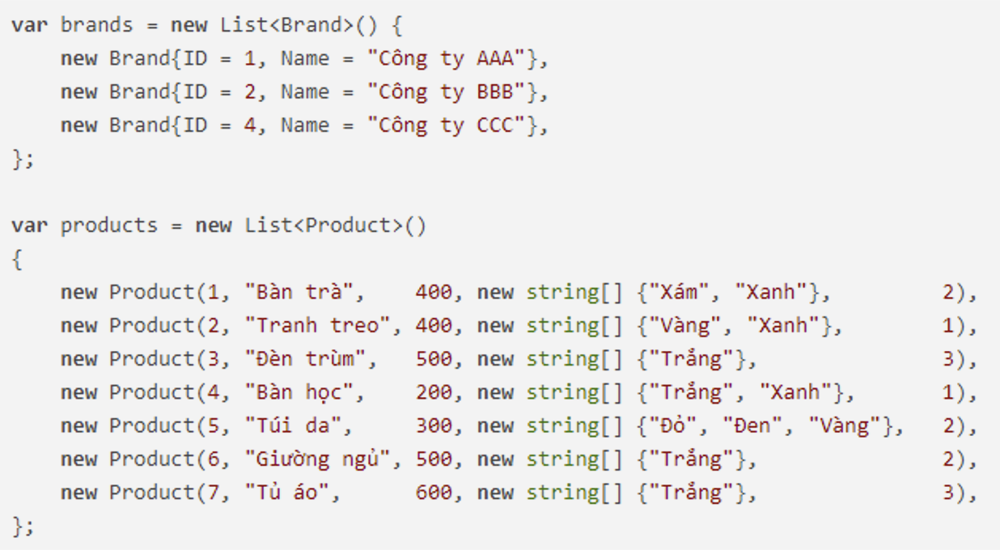 var brands = new List<Brand>() {
    new Brand{ID = 1, Name = "Công ty AAA"},
    new Brand{ID = 2, Name = "Công ty BBB"},
    new Brand{ID = 4, Name = "Công ty CCC"},
};

var products = new List<Product>()
{
    new Product(1, "Bàn trà",    400, new string[] {"Xám", "Xanh"},         2),
    new Product(2, "Tranh treo", 400, new string[] {"Vàng", "Xanh"},        1),
    new Product(3, "Đèn trùm",   500, new string[] {"Trắng"},               3),
    new Product(4, "Bàn học",    200, new string[] {"Trắng", "Xanh"},       1),
    new Product(5, "Túi da",     300, new string[] {"Đỏ", "Đen", "Vàng"},   2),
    new Product(6, "Giường ngủ", 500, new string[] {"Trắng"},               2),
    new Product(7, "Tủ áo",      600, new string[] {"Trắng"},               3),
};